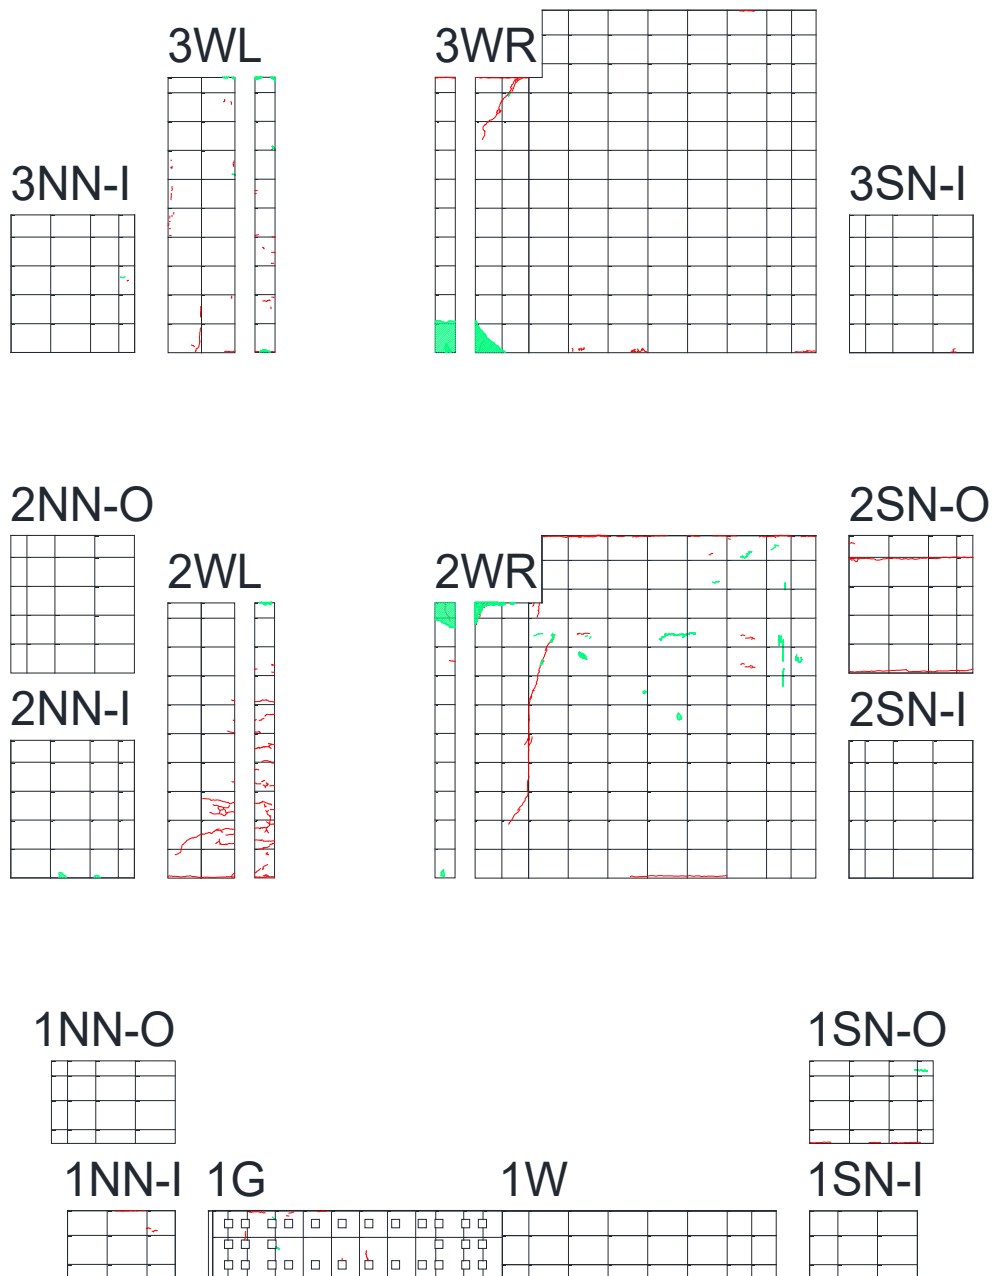 3WL
3WR
3NN-I
3SN-I
2NN-O
2SN-O
2WL
2WR
2NN-I
2SN-I
1NN-O
1SN-O
1NN-I
1G
1W
1SN-I